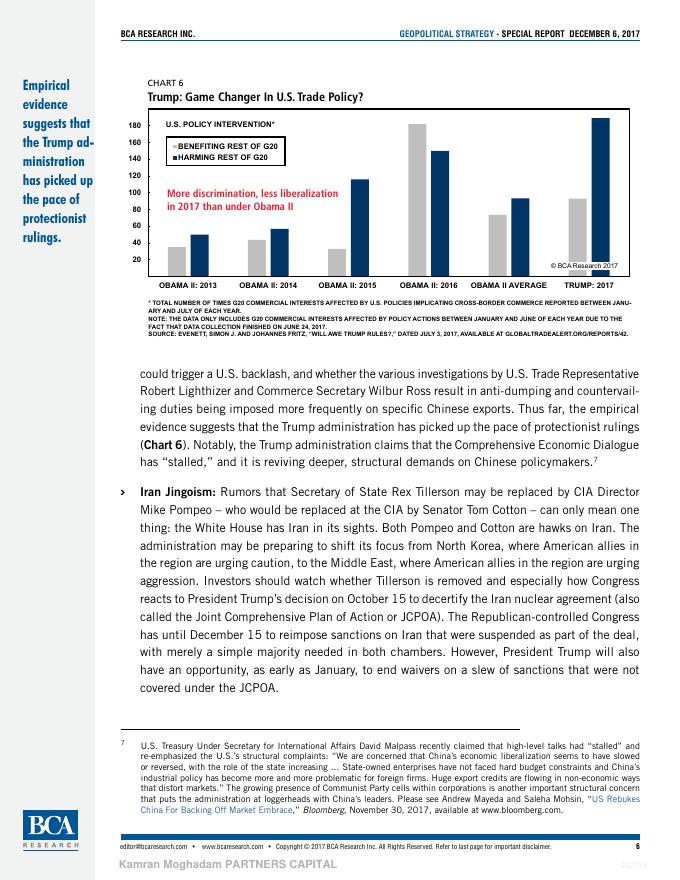 BCA RESEARCH INC.
GEOPOLITICAL STRATEGY - SPECIAL REPORT DECEMBER 6, 2017
Empirical
evidence
suggests that
the Trump ad-
ministration
has picked up
the pace of
protectionist
rulings.
CHART 6
Trump: Game Changer In U.S. Trade Policy?
U.S. POLICY INTERVENTION*
BENEFITING REST OF G20
HARMING REST OF G20
More discrimination, less liberalization
in 2017 than under Obama II
180
160
140
120
100
80
60
40
20
© BCA Research 2017
OBAMA II: 2013 OBAMA II: 2014 OBAMA II: 2015 OBAMA II: 2016 OBAMA II AVERAGE TRUMP: 2017
* TOTAL NUMBER OF TIMES G20 COMMERCIAL INTERESTS AFFECTED BY U.S. POLICIES IMPLICATING CROSS-BORDER COMMERCE REPORTED BETWEEN JANU-
ARY AND JULY OF EACH YEAR.
NOTE: THE DATA ONLY INCLUDES G20 COMMERCIAL INTERESTS AFFECTED BY POLICY ACTIONS BETWEEN JANUARY AND JUNE OF EACH YEAR DUE TO THE
FACT THAT DATA COLLECTION FINISHED ON JUNE 24, 2017.
SOURCE: EVENETT, SIMON J. AND JOHANNES FRITZ, “WILL AWE TRUMP RULES?,” DATED JULY 3, 2017, AVAILABLE AT GLOBALTRADEALERT.ORG/REPORTS/42.
could trigger a U.S. backlash, and whether the various investigations by U.S. Trade Representative
Robert Lighthizer and Commerce Secretary Wilbur Ross result in anti-dumping and countervail-
ing duties being imposed more frequently on specific Chinese exports. Thus far, the empirical
evidence suggests that the Trump administration has picked up the pace of protectionist rulings
(Chart 6). Notably, the Trump administration claims that the Comprehensive Economic Dialogue
has “stalled,” and it is reviving deeper, structural demands on Chinese policymakers.7
› Iran Jingoism: Rumors that Secretary of State Rex Tillerson may be replaced by CIA Director
Mike Pompeo – who would be replaced at the CIA by Senator Tom Cotton – can only mean one
thing: the White House has Iran in its sights. Both Pompeo and Cotton are hawks on Iran. The
administration may be preparing to shift its focus from North Korea, where American allies in
the region are urging caution, to the Middle East, where American allies in the region are urging
aggression. Investors should watch whether Tillerson is removed and especially how Congress
reacts to President Trump’s decision on October 15 to decertify the Iran nuclear agreement (also
called the Joint Comprehensive Plan of Action or JCPOA). The Republican-controlled Congress
has until December 15 to reimpose sanctions on Iran that were suspended as part of the deal,
with merely a simple majority needed in both chambers. However, President Trump will also
have an opportunity, as early as January, to end waivers on a slew of sanctions that were not
covered under the JCPOA.
7 U.S. Treasury Under Secretary for International Affairs David Malpass recently claimed that high-level talks had “stalled” and
re-emphasized the U.S.’s structural complaints: “We are concerned that China’s economic liberalization seems to have slowed
or reversed, with the role of the state increasing … State-owned enterprises have not faced hard budget constraints and China’s
industrial policy has become more and more problematic for foreign firms. Huge export credits are flowing in non-economic ways
that distort markets.” The growing presence of Communist Party cells within corporations is another important structural concern
that puts the administration at loggerheads with China’s leaders. Please see Andrew Mayeda and Saleha Mohsin, “US Rebukes
China For Backing Off Market Embrace,” Bloomberg, November 30, 2017, available at www.bloomberg.com.
BCA
RESEARCH
editor@bcaresearch.com • www.bcaresearch.com • Copyright © 2017 BCA Research Inc. All Rights Reserved. Refer to last page for important disclaimer.
6
Kamran Moghadam PARTNERS CAPITAL